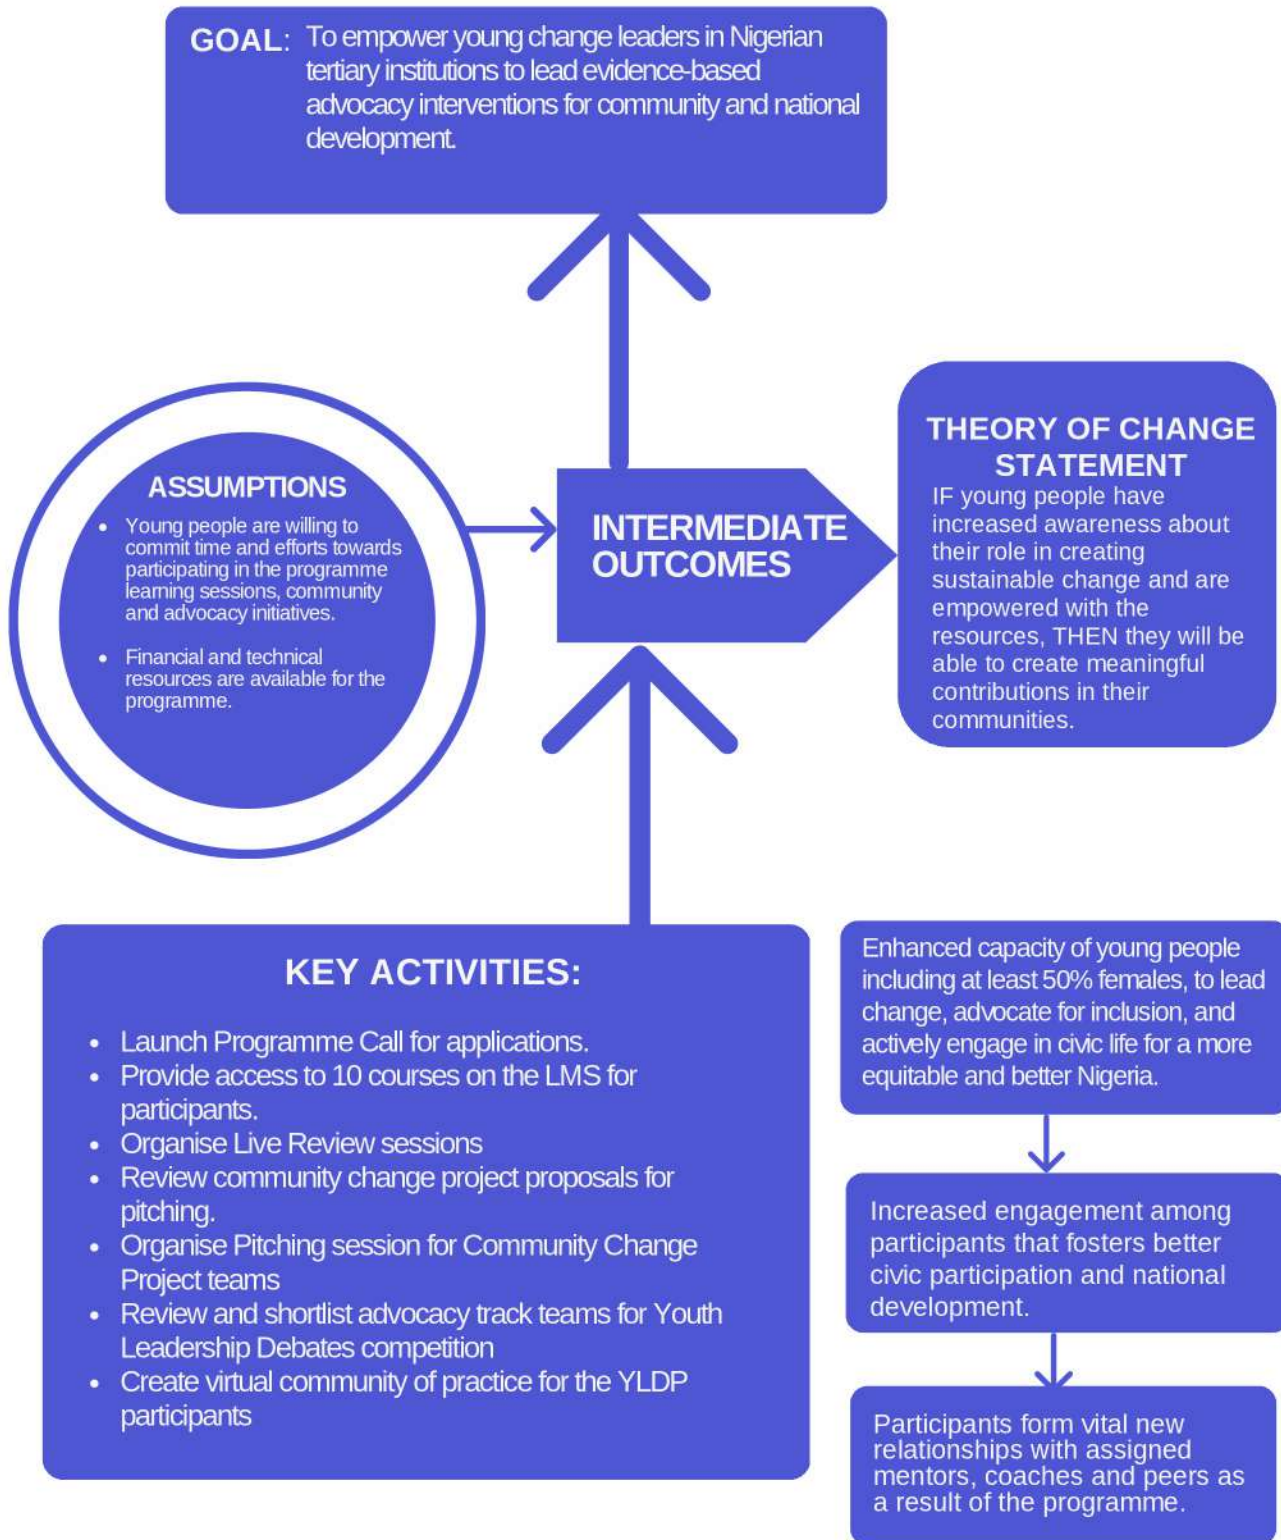 GOAL: To empower young change leaders in Nigerian
tertiary institutions to lead evidence-based
advocacy interventions for community and national
development.
ASSUMPTIONS
• Young people are willing to
commit time and efforts towards
participating in the programme
learning sessions, community
and advocacy initiatives.
• Financial and technical
resources are available for the
programme.
INTERMEDIATE
OUTCOMES
THEORY OF CHANGE
STATEMENT
IF young people have
increased awareness about
their role in creating
sustainable change and are
empowered with the
resources, THEN they will be
able to create meaningful
contributions in their
communities.
KEY ACTIVITIES:
• Launch Programme Call for applications.
• Provide access to 10 courses on the LMS for
participants.
• Organise Live Review sessions
• Review community change project proposals for
pitching.
• Organise Pitching session for Community Change
Project teams
• Review and shortlist advocacy track teams for Youth
Leadership Debates competition
• Create virtual community of practice for the YLDP
participants
Enhanced capacity of young people
including at least 50% females, to lead
change, advocate for inclusion, and
actively engage in civic life for a more
equitable and better Nigeria.
Increased engagement among
participants that fosters better
civic participation and national
development.
Participants form vital new
relationships with assigned
mentors, coaches and peers as
a result of the programme.